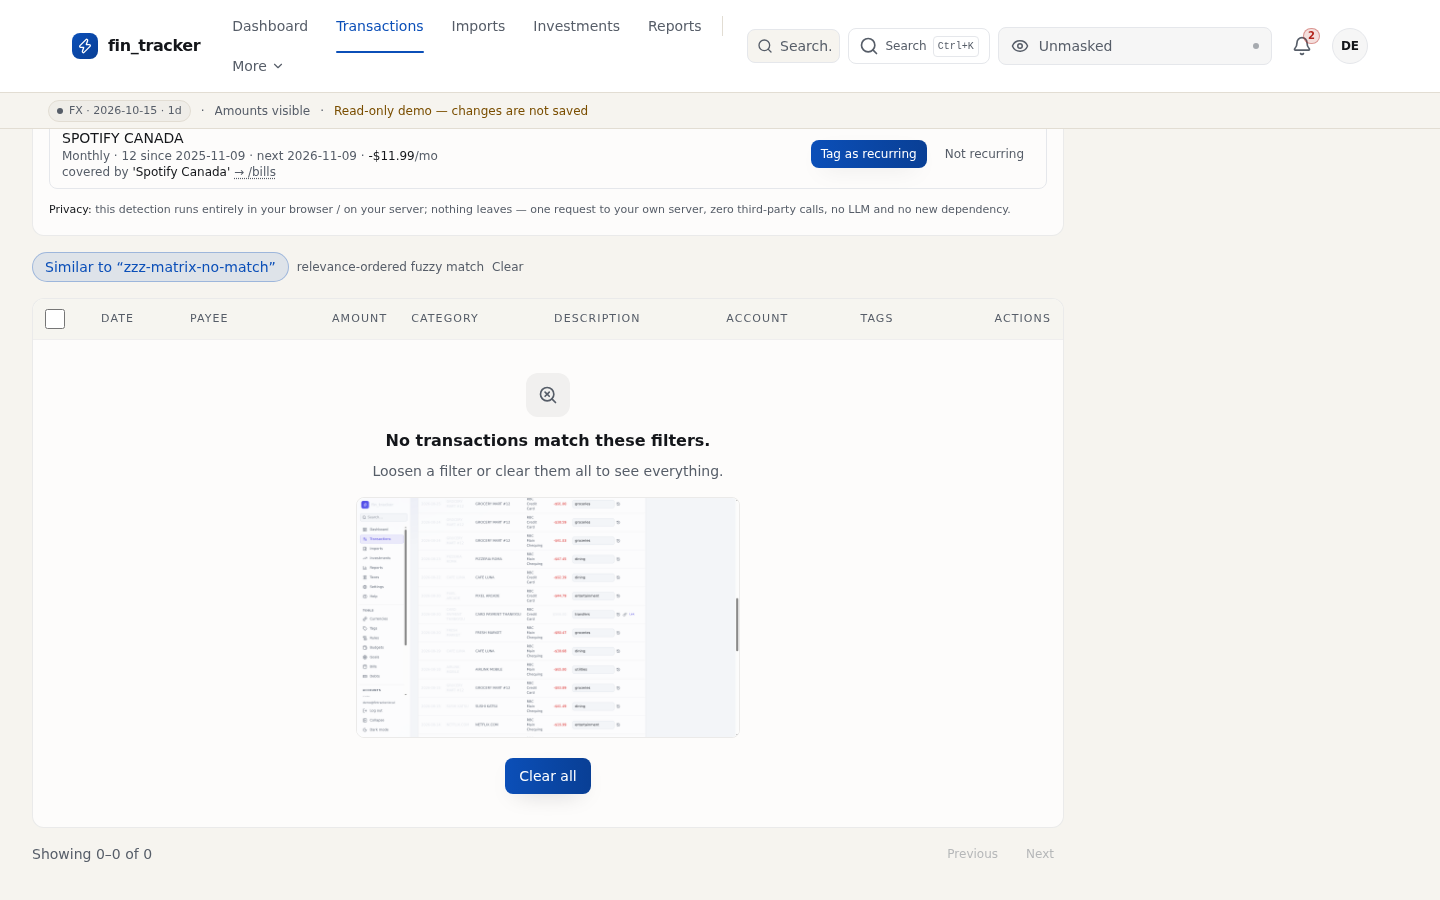 fin_tracker
Dashboard
Transactions
Imports
Investments
Reports
More
Search.
Search Ctrl+K
Unmasked
2
DE
FX · 2026-10-15 · 1d · Amounts visible · Read-only demo — changes are not saved
SPOTIFY CANADA
Monthly · 12 since 2025-11-09 · next 2026-11-09 · -$11.99/mo
covered by 'Spotify Canada' → /bills
Tag as recurring
Not recurring
Privacy: this detection runs entirely in your browser / on your server; nothing leaves — one request to your own server, zero third-party calls, no LLM and no new dependency.
Similar to “zzz-matrix-no-match” relevance-ordered fuzzy match Clear
DATE PAYEE AMOUNT CATEGORY DESCRIPTION ACCOUNT TAGS ACTIONS
No transactions match these filters.
Loosen a filter or clear them all to see everything.
Clear all
Showing 0–0 of 0
Previous
Next